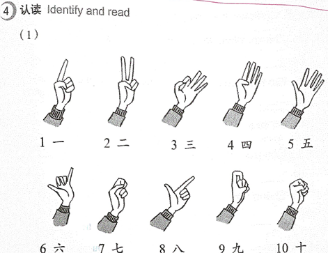 4 认读 Identify and read
（1）
1 一 2 二 3 三 4 四 5 五
6 六 7 七 8 八 9 九 10 十